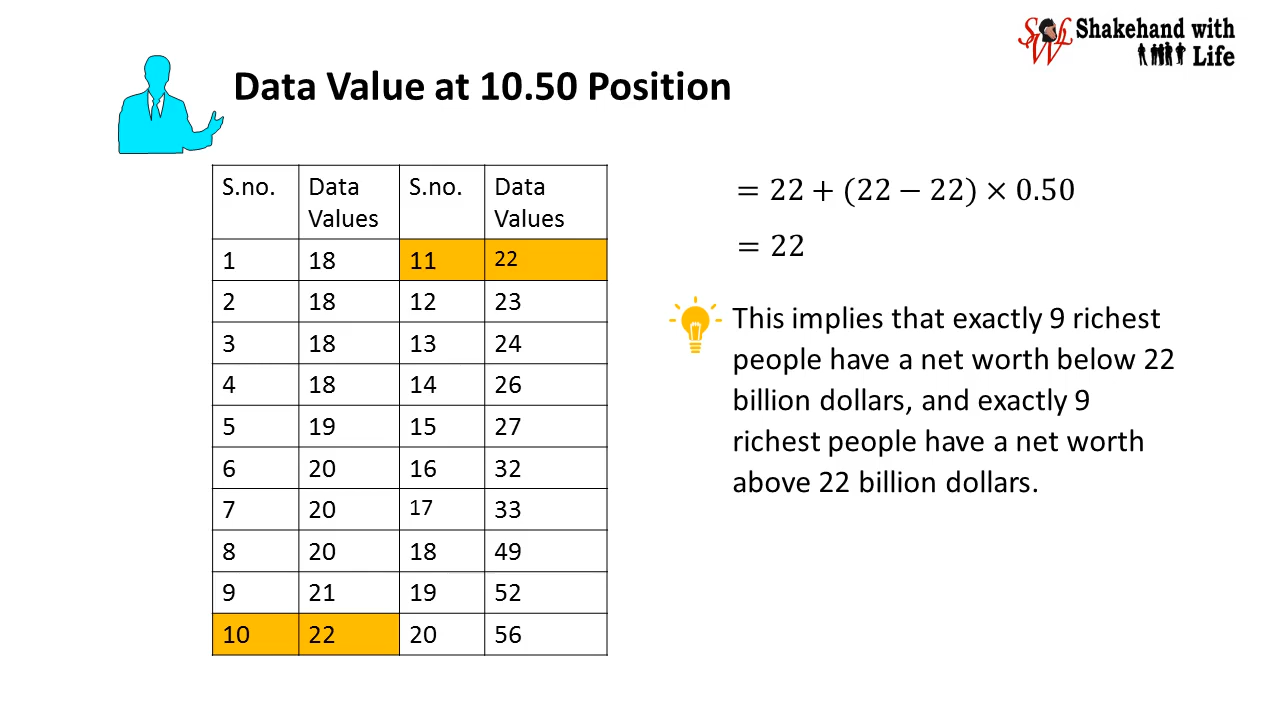 SWL Shakehand with
Life
Data Value at 10.50 Position
S.no. Data Values S.no. Data Values
1 18 11 22
2 18 12 23
3 18 13 24
4 18 14 26
5 19 15 27
6 20 16 32
7 20 17 33
8 20 18 49
9 21 19 52
10 22 20 56
= 22 + (22 − 22) × 0.50
= 22
This implies that exactly 9 richest
people have a net worth below 22
billion dollars, and exactly 9
richest people have a net worth
above 22 billion dollars.